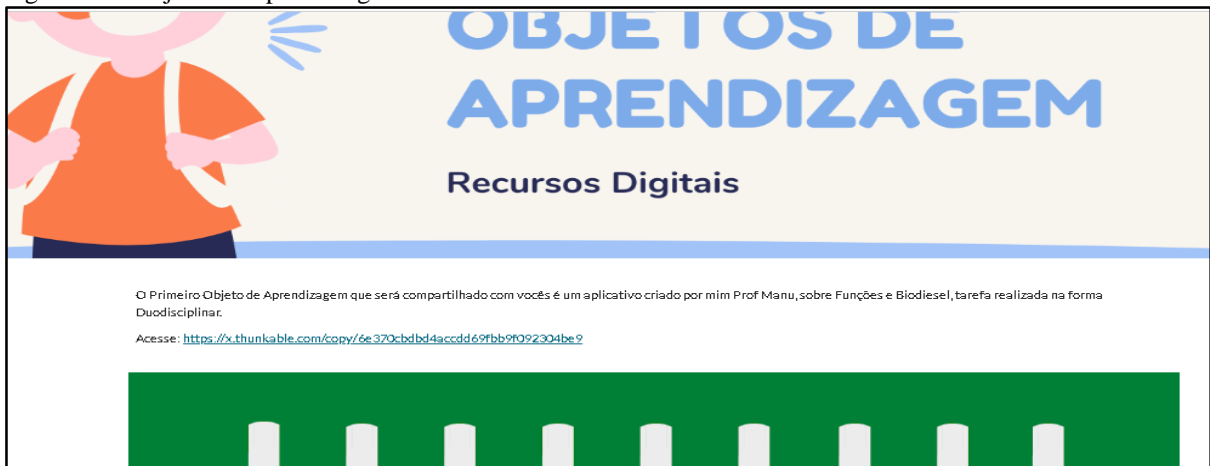 OBJETOS DE
APRENDIZAGEM
Recursos Digitais
O Primeiro Objeto de Aprendizagem que será compartilhado com vocês é um aplicativo criado por mim Prof Manu, sobre Funções e Biodiesel, tarefa realizada na forma
Duodisciplinar.
Acesse: https://x.thunkable.com/copy/6e370cbdbd4accdd69fbb9f092304be9